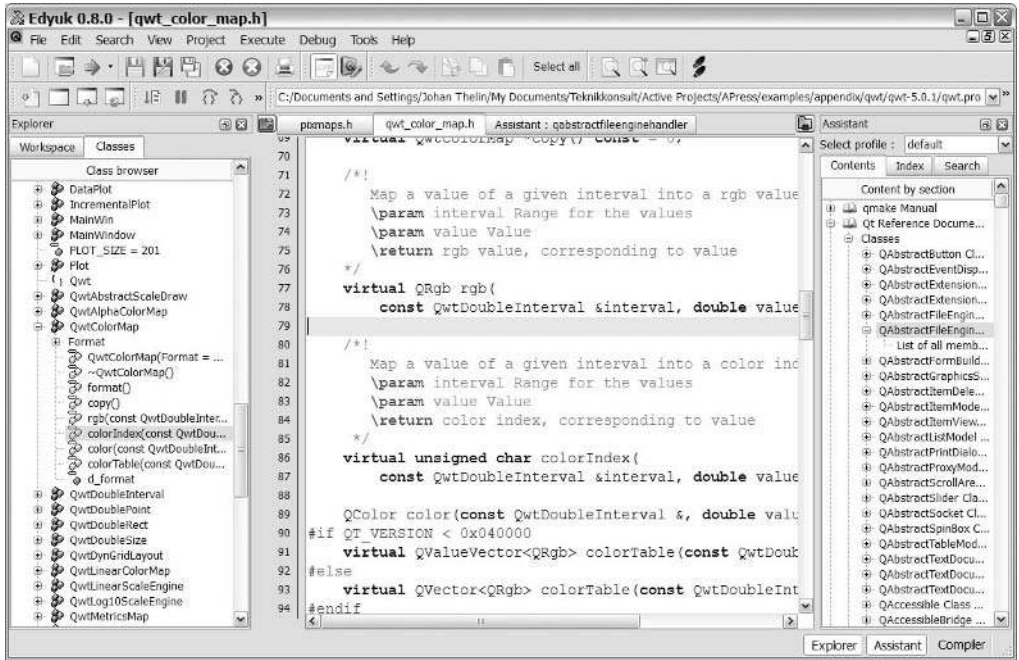 Edyuk 0.8.0 - [qwt_color_map.h]
File Edit Search View Project Execute Debug Tools Help
Select all
C:/Documents and Settings/Johan Thelin/My Documents/Teknikkonsult/Active Projects/APress/examples/appendix/qwt/qwt-5.0.1/qwt.pro
Explorer
Workspace Classes
Class browser
DataPlot
IncrementalPlot
MainWin
MainWindow
PLOT_SIZE = 201
Plot
Qwt
QwtAbstractScaleDraw
QwtAlphaColorMap
QwtColorMap
Format
QwtColorMap(Format = ...
~QwtColorMap()
format()
copy()
rgb(const QwtDoubleInter...
colorIndex(const QwtDou...
color(const QwtDoubleInt...
colorTable(const QwtDou...
d_format
QwtDoubleInterval
QwtDoublePoint
QwtDoubleRect
QwtDoubleSize
QwtDynGridLayout
QwtLinearColorMap
QwtLinearScaleEngine
QwtLog10ScaleEngine
QwtMetricsMap
pixmaps.h qwt_color_map.h Assistant : qabstractfileenginehandler
69 virtual QwtColorMap *copy() const = 0;
70
71 /*!
72 Map a value of a given interval into a rgb value
73 \param interval Range for the values
74 \param value Value
75 \return rgb value, corresponding to value
76 */
77 virtual QRgb rgb(
78 const QwtDoubleInterval &interval, double value
79
80 /*!
81 Map a value of a given interval into a color ind
82 \param interval Range for the values
83 \param value Value
84 \return color index, corresponding to value
85 */
86 virtual unsigned char colorIndex(
87 const QwtDoubleInterval &interval, double value
88
89 QColor color(const QwtDoubleInterval &, double valu
90 #if QT_VERSION < 0x040000
91 virtual QValueVector<QRgb> colorTable(const QwtDoub
92 #else
93 virtual QVector<QRgb> colorTable(const QwtDoubleInt
94 #endif
Assistant
Select profile : default
Contents Index Search
Content by section
qmake Manual
Qt Reference Docume...
Classes
QAbstractButton Cl...
QAbstractEventDisp...
QAbstractExtension...
QAbstractExtension...
QAbstractFileEngin...
QAbstractFileEngin...
List of all memb...
QAbstractFormBuild...
QAbstractGraphicsS...
QAbstractItemDele...
QAbstractItemMode...
QAbstractItemView...
QAbstractListModel ...
QAbstractPrintDialo...
QAbstractProxyMod...
QAbstractScrollAre...
QAbstractSlider Cla...
QAbstractSocket Cl...
QAbstractSpinBox C...
QAbstractTableMod...
QAbstractTextDocu...
QAbstractTextDocu...
QAbstractTextDocu...
QAccessible Class ...
QAccessibleBridge ...
Explorer Assistant Compiler